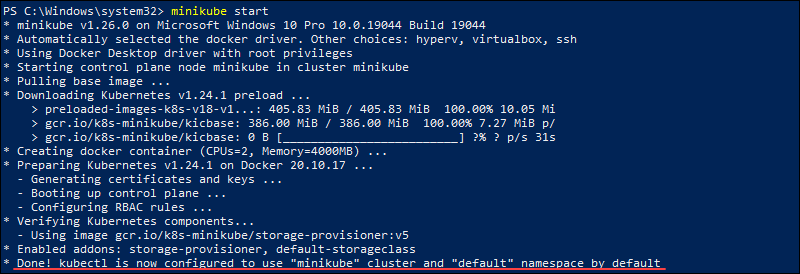 PS C:\Windows\system32> minikube start
* minikube v1.26.0 on Microsoft Windows 10 Pro 10.0.19044 Build 19044
* Automatically selected the docker driver. Other choices: hyperv, virtualbox, ssh
* Using Docker Desktop driver with root privileges
* Starting control plane node minikube in cluster minikube
* Pulling base image ...
* Downloading Kubernetes v1.24.1 preload ...
    > preloaded-images-k8s-v18-v1...: 405.83 MiB / 405.83 MiB  100.00% 10.05 Mi
    > gcr.io/k8s-minikube/kicbase: 386.00 MiB / 386.00 MiB  100.00% 7.27 MiB p/
    > gcr.io/k8s-minikube/kicbase: 0 B [________________________] ?% ? p/s 31s
* Creating docker container (CPUs=2, Memory=4000MB) ...
* Preparing Kubernetes v1.24.1 on Docker 20.10.17 ...
  - Generating certificates and keys ...
  - Booting up control plane ...
  - Configuring RBAC rules ...
* Verifying Kubernetes components...
  - Using image gcr.io/k8s-minikube/storage-provisioner:v5
* Enabled addons: storage-provisioner, default-storageclass
* Done! kubectl is now configured to use "minikube" cluster and "default" namespace by default